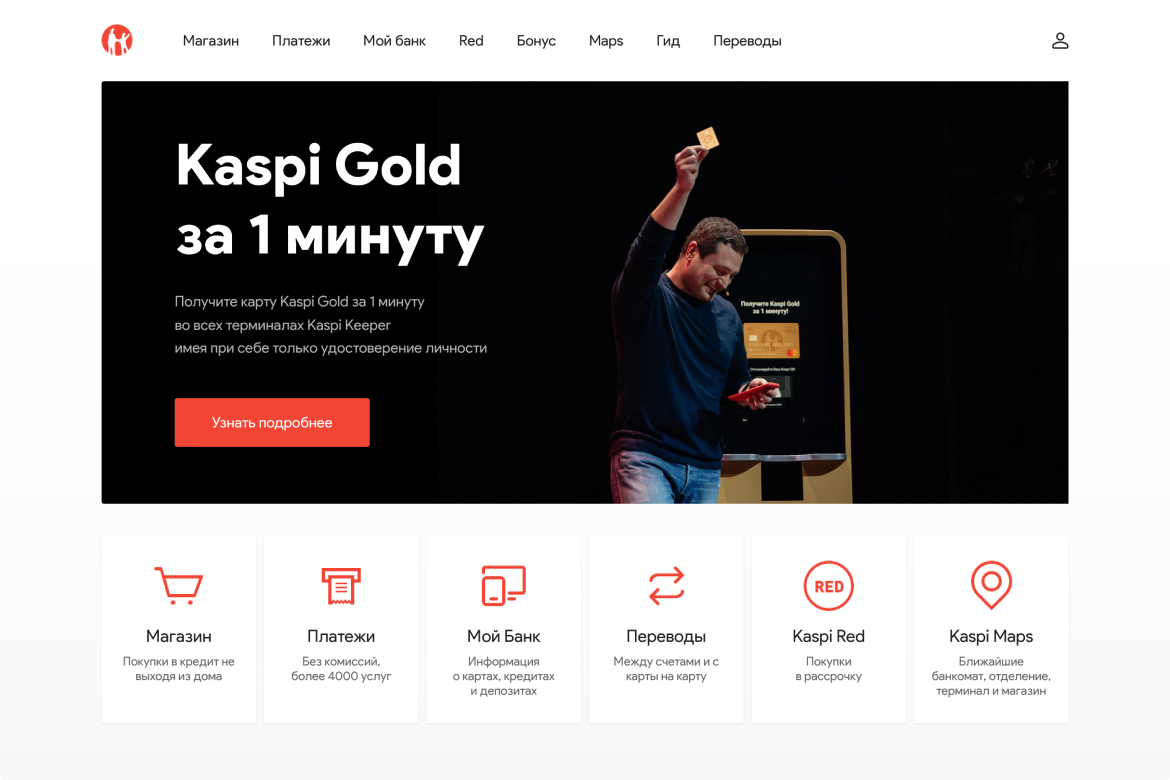 Магазин Платежи Мой банк Red Бонус Maps Гид Переводы
Kaspi Gold
за 1 минуту
Получите карту Kaspi Gold за 1 минуту
во всех терминалах Kaspi Keeper
имея при себе только удостоверение личности
Узнать подробнее
Получите Kaspi Gold
за 1 минуту!
RED
Магазин
Покупки в кредит не
выходя из дома
Платежи
Без комиссий,
более 4000 услуг
Мой Банк
Информация
о картах, кредитах
и депозитах
Переводы
Между счетами и с
карты на карту
Kaspi Red
Покупки
в рассрочку
Kaspi Maps
Ближайшие
банкомат, отделение,
терминал и магазин